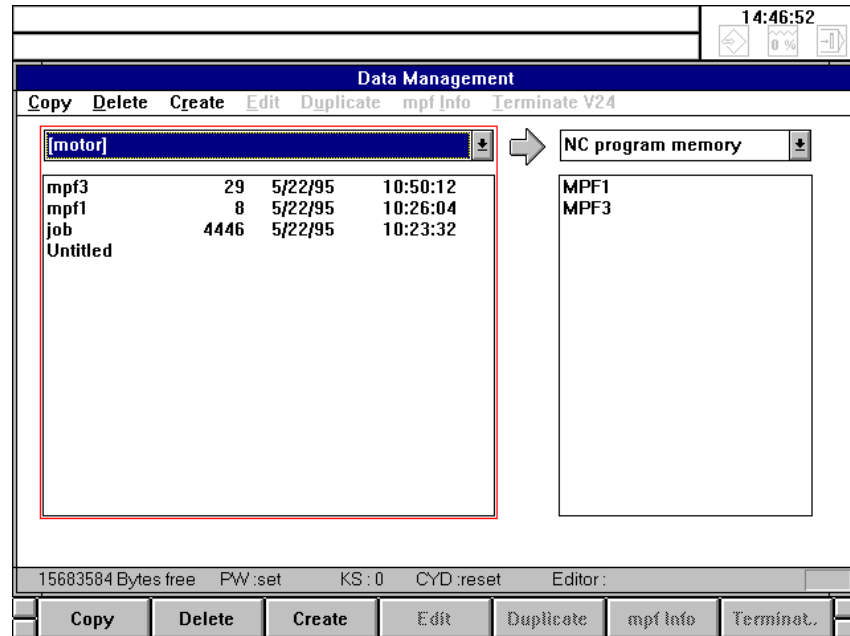 14:46:52
0 %
Data Management
Copy Delete Create Edit Duplicate mpf Info Terminate V24
[motor] NC program memory
mpf3 29 5/22/95 10:50:12 MPF1
mpf1 8 5/22/95 10:26:04 MPF3
job 4446 5/22/95 10:23:32
Untitled
15683584 Bytes free PW :set KS : 0 CYD :reset Editor :
Copy Delete Create Edit Duplicate mpf Info Terminat..